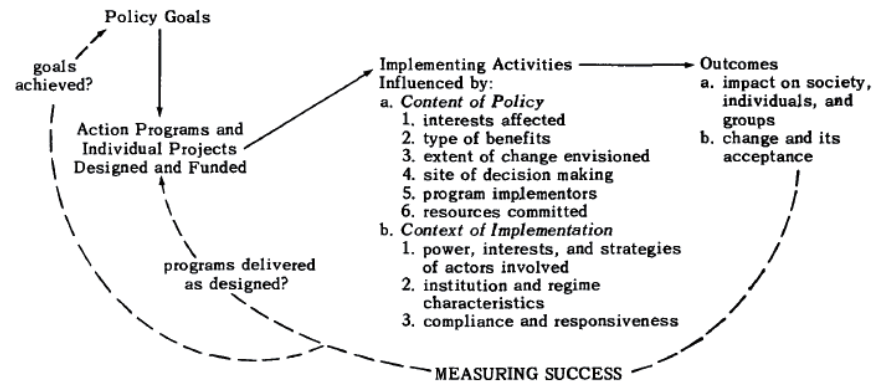 Policy Goals
goals
achieved?
Action Programs and
Individual Projects
Designed and Funded
programs delivered
as designed?
Implementing Activities
Influenced by:
a. Content of Policy
1. interests affected
2. type of benefits
3. extent of change envisioned
4. site of decision making
5. program implementors
6. resources committed
b. Context of Implementation
1. power, interests, and strategies
of actors involved
2. institution and regime
characteristics
3. compliance and responsiveness
Outcomes
a. impact on society,
individuals, and
groups
b. change and its
acceptance
MEASURING SUCCESS